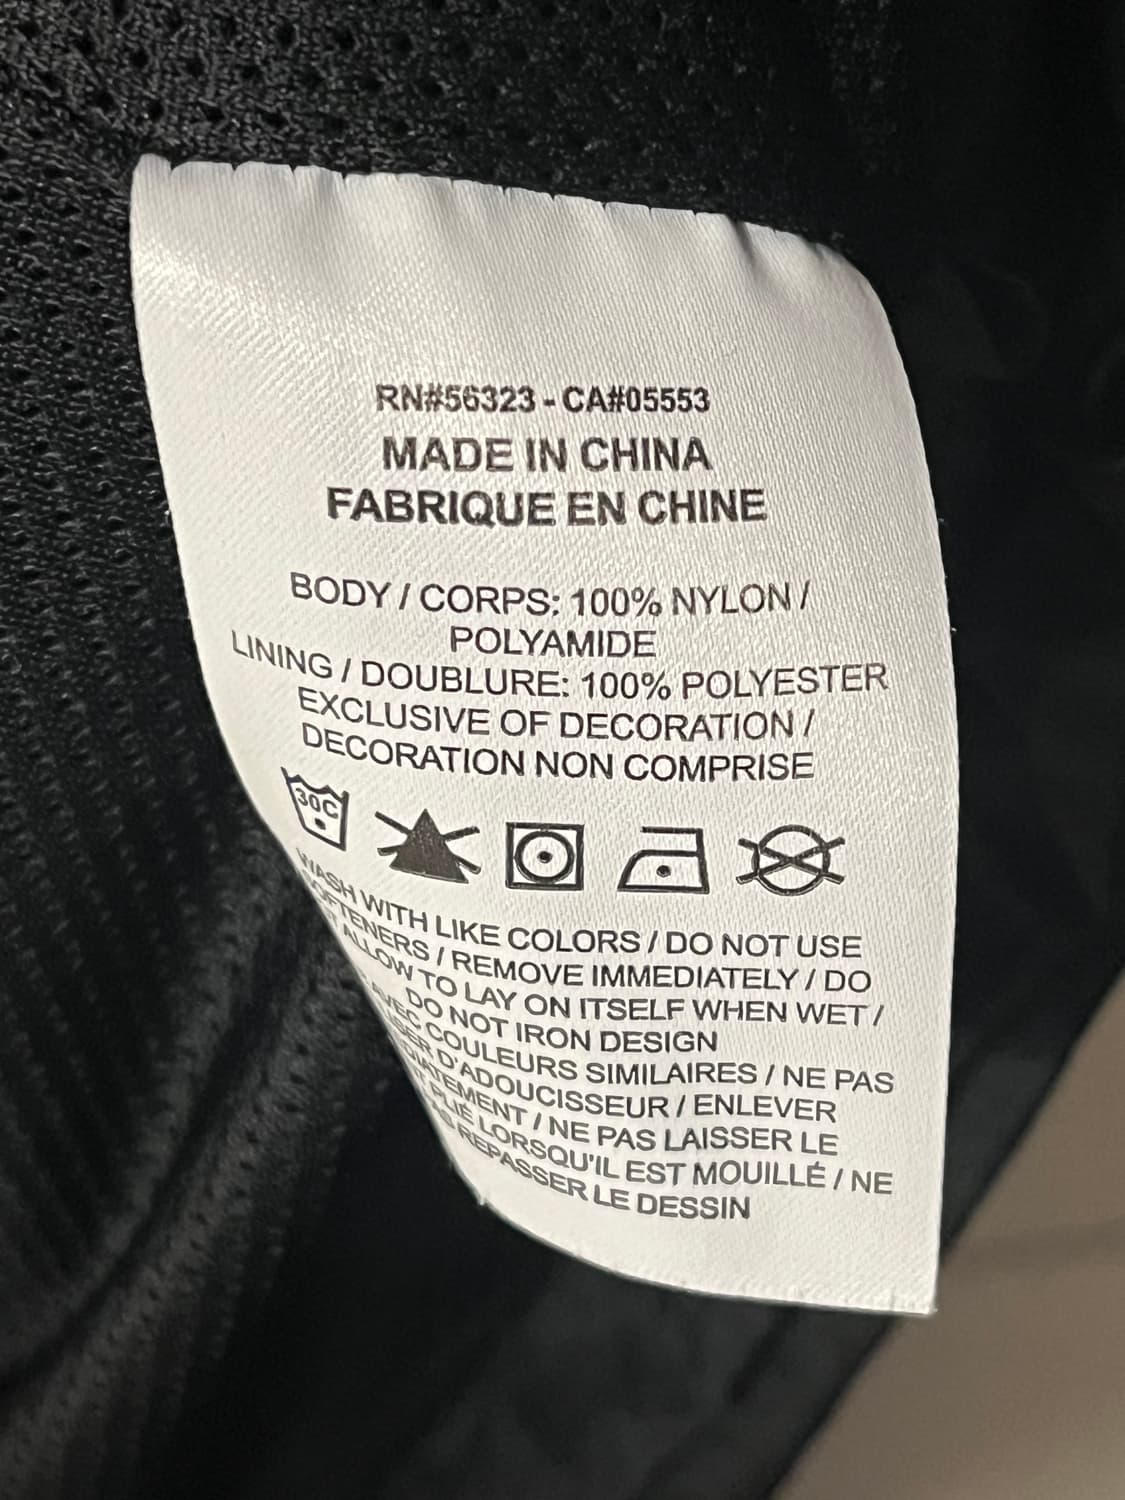 RN#56323 - CA#05553
MADE IN CHINA
FABRIQUE EN CHINE
BODY / CORPS: 100% NYLON /
POLYAMIDE
LINING / DOUBLURE: 100% POLYESTER
EXCLUSIVE OF DECORATION /
DECORATION NON COMPRISE
30C
WASH WITH LIKE COLORS / DO NOT USE
SOFTENERS / REMOVE IMMEDIATELY / DO
ALLOW TO LAY ON ITSELF WHEN WET /
DO NOT IRON DESIGN
AVEC COULEURS SIMILAIRES / NE PAS
D'ADOUCISSEUR / ENLEVER
/ NE PAS LAISSER LE
PLIÉ LORSQU'IL EST MOUILLÉ / NE
REPASSER LE DESSIN